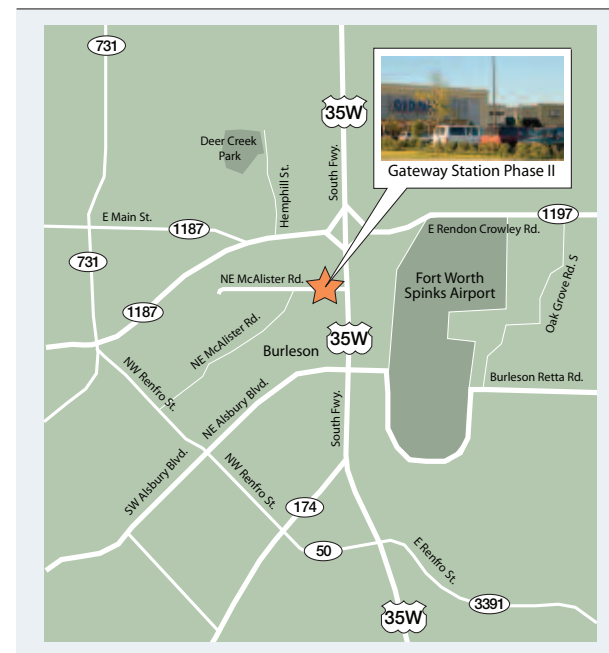 731
35W
Deer Creek
Park
Hemphill St.
South Fwy.
Gateway Station Phase II
E Main St.
1187
1197
E Rendon Crowley Rd.
731
NE McAlister Rd.
Fort Worth
Spinks Airport
Oak Grove Rd. S
1187
NE McAlister Rd.
Burleson
35W
NW Renfro St.
NE Alsbury Blvd.
Burleson Retta Rd.
South Fwy.
SW Alsbury Blvd.
NW Renfro St.
174
50
E Renfro St.
3391
35W